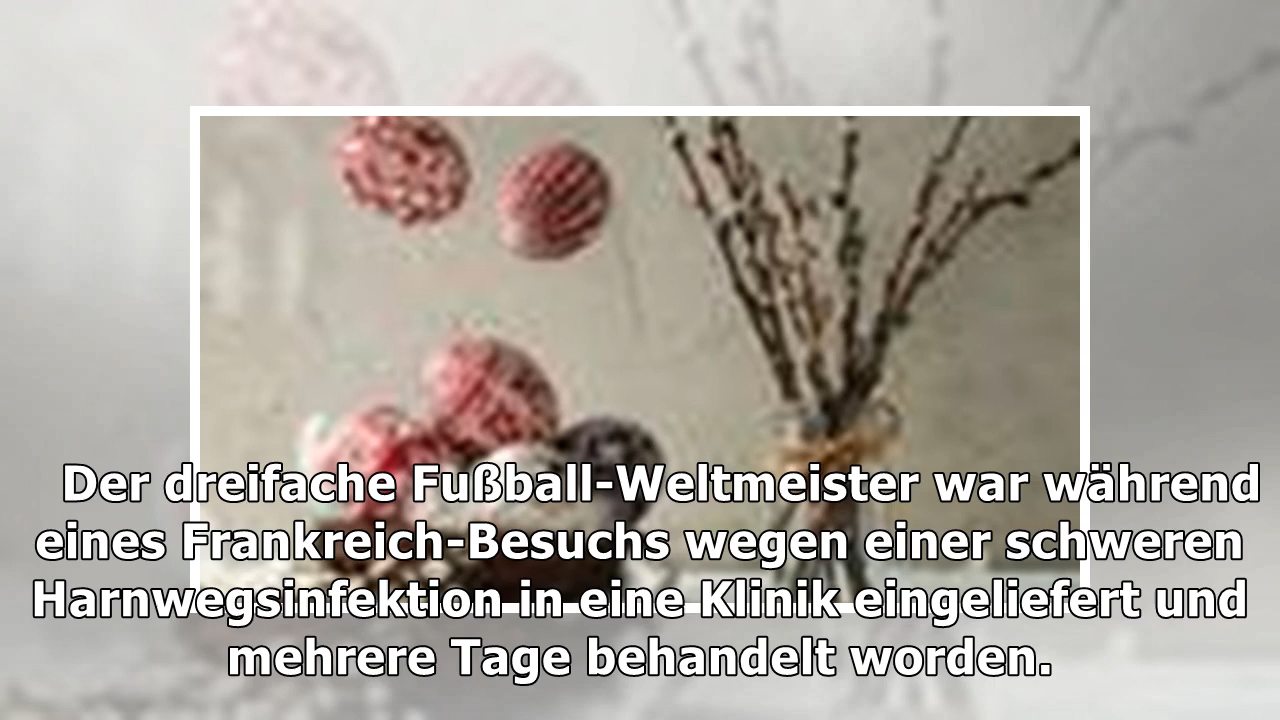 Der dreifache Fußball-Weltmeister war während
eines Frankreich-Besuchs wegen einer schweren
Harnwegsinfektion in eine Klinik eingeliefert und
mehrere Tage behandelt worden.